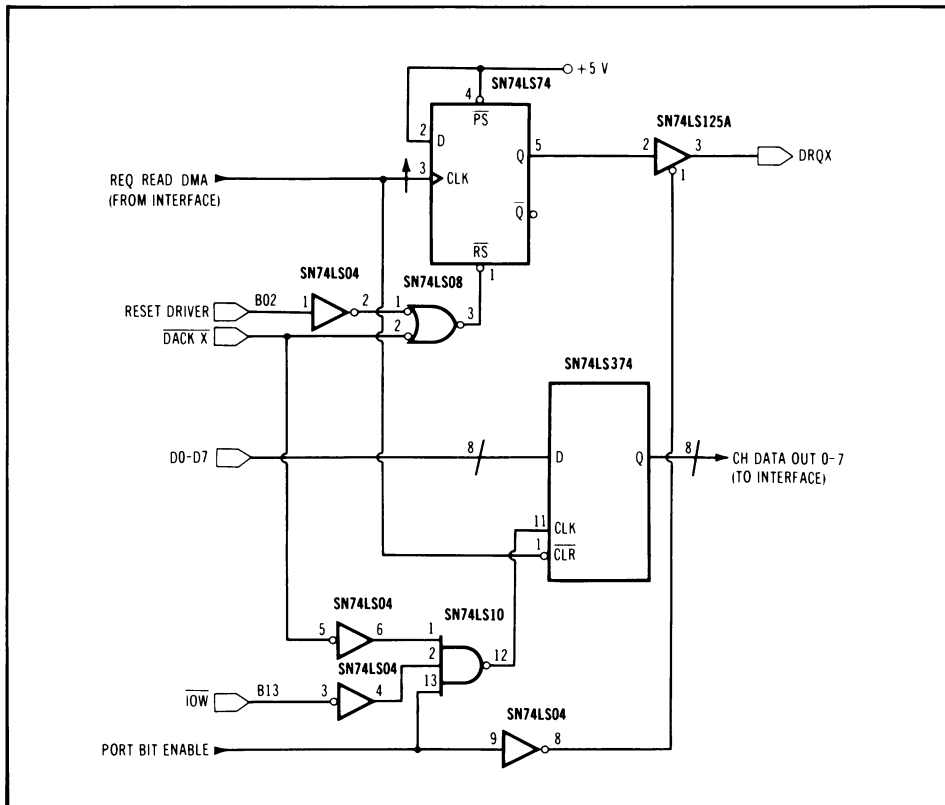 +5 V
SN74LS74
4
PS
SN74LS125A
2 D
Q 5
2 3
DRQX
1
REQ READ DMA
(FROM INTERFACE)
3
CLK
Q
RS
1
SN74LS04
SN74LS08
RESET DRIVER B02 1 2 1
3
DACK X 2
SN74LS374
D0-D7 8 D Q 8 CH DATA OUT 0-7
(TO INTERFACE)
11 CLK
1 CLR
SN74LS04
SN74LS10
5 6 1
2 12
SN74LS04
13
IOW B13 3 4
SN74LS04
PORT BIT ENABLE 9 8